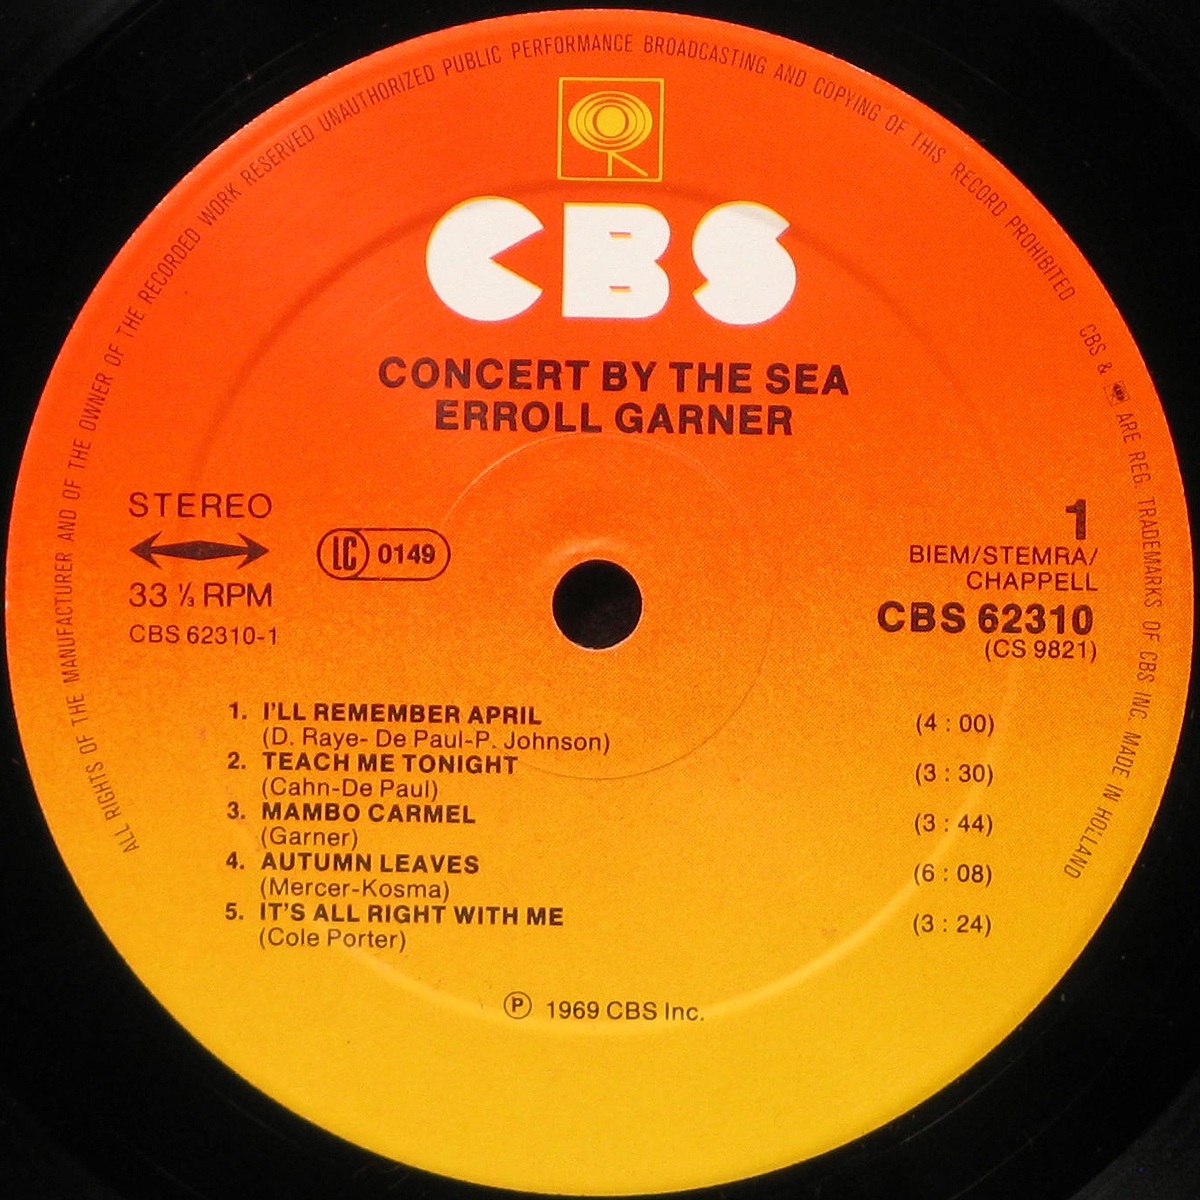 ALL RIGHTS OF THE MANUFACTURER AND OF THE OWNER OF THE RECORDED WORK RESERVED UNAUTHORIZED PUBLIC PERFORMANCE BROADCASTING AND COPYING OF THIS RECORD PROHIBITED
CBS & ARE REG. TRADEMARKS OF CBS INC. MADE IN HOLLAND
CBS
CONCERT BY THE SEA
ERROLL GARNER
STEREO
33 ⅓ RPM
CBS 62310-1
LC 0149
1
BIEM/STEMRA/
CHAPPELL
CBS 62310
(CS 9821)
1. I'LL REMEMBER APRIL (4 : 00)
(D. Raye- De Paul-P. Johnson)
2. TEACH ME TONIGHT (3 : 30)
(Cahn-De Paul)
3. MAMBO CARMEL (3 : 44)
(Garner)
4. AUTUMN LEAVES (6 : 08)
(Mercer-Kosma)
5. IT'S ALL RIGHT WITH ME (3 : 24)
(Cole Porter)
℗ 1969 CBS Inc.